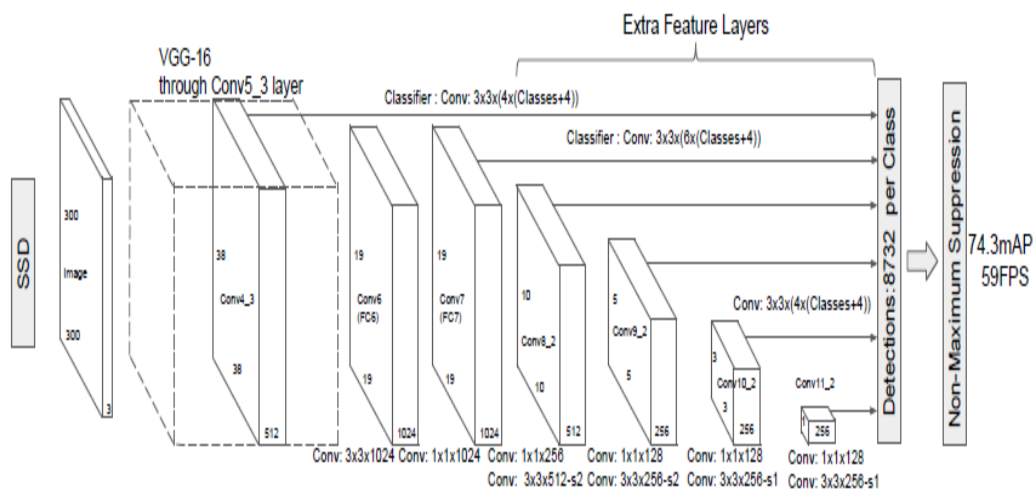 Extra Feature Layers
VGG-16
through Conv5_3 layer
Classifier : Conv: 3x3x(4x(Classes+4))
Classifier : Conv: 3x3x(6x(Classes+4))
SSD
300
Image
300
3
38
Conv4_3
38
512
19
Conv6
(FC6)
19
1024
19
Conv7
(FC7)
19
1024
10
Conv8_2
10
512
5
Conv9_2
5
256
Conv: 3x3x(4x(Classes+4))
3
Conv10_2
3
256
Conv11_2
1
256
Detections:8732 per Class
Non-Maximum Suppression
74.3mAP
59FPS
Conv: 3x3x1024
Conv: 1x1x1024
Conv: 1x1x256
Conv: 3x3x512-s2
Conv: 1x1x128
Conv: 3x3x256-s2
Conv: 1x1x128
Conv: 3x3x256-s1
Conv: 1x1x128
Conv: 3x3x256-s1